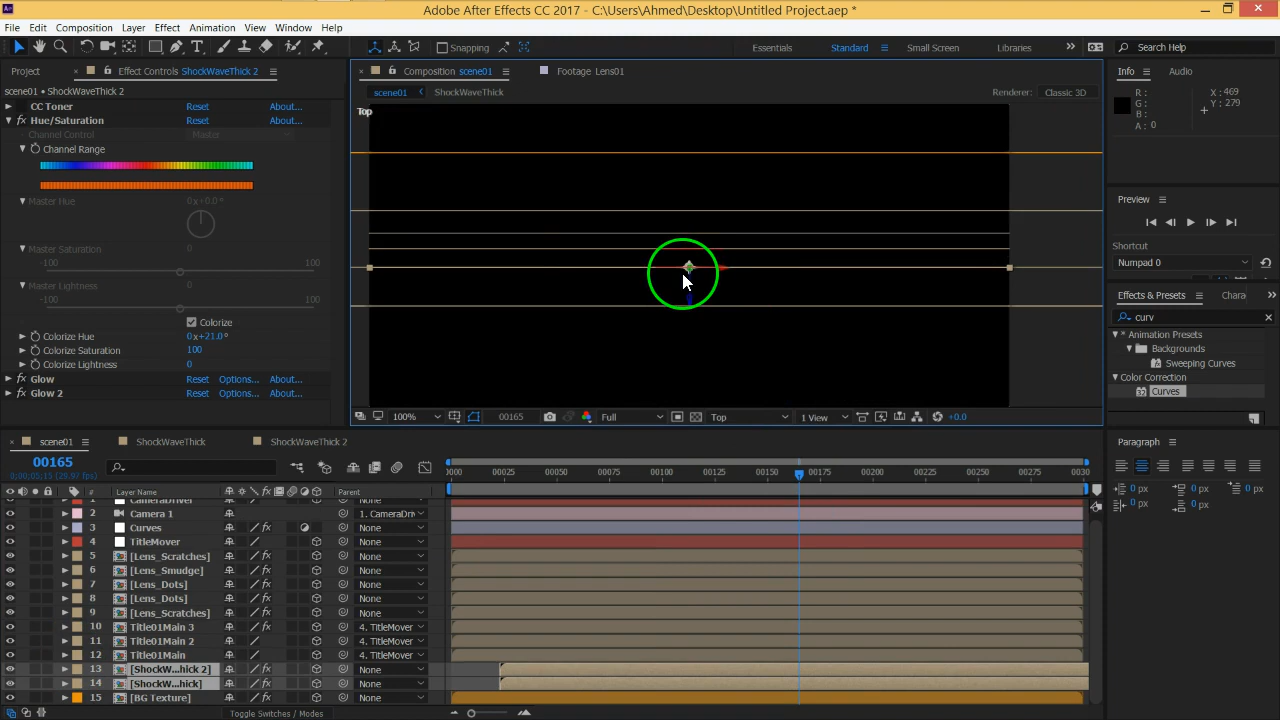 Adobe After Effects CC 2017 - C:\Users\Ahmed\Desktop\Untitled Project.aep *
File Edit Composition Layer Effect Animation View Window Help
Snapping Essentials Standard Small Screen Libraries Search Help
Project Effect Controls ShockWaveThick 2 Composition scene01 Footage Lens01 Info Audio
scene01 • ShockWaveThick 2 scene01 ShockWaveThick Renderer: Classic 3D
CC Toner Reset About...
Hue/Saturation Reset About...
Channel Control Master
Channel Range
Master Hue 0x+0.0°
Master Saturation 0
-100 100
Master Lightness 0
-100 100
Colorize
Colorize Hue 0x+21.0°
Colorize Saturation 100
Colorize Lightness 0
Glow Reset Options... About...
Glow 2 Reset Options... About...
Top
100% 00165 Full Top 1 View +0.0
R: X: 469
G: Y: 279
B:
A: 0
Preview
Shortcut
Numpad 0
Effects & Presets Chara
curv
* Animation Presets
Backgrounds
Sweeping Curves
Color Correction
Curves
32
Paragraph
0 px 0 px 0 px
0 px 0 px
scene01 ShockWaveThick ShockWaveThick 2
00165
0;00;05;15 (29.97 fps)
0000 00025 00050 00075 00100 00125 00150 00175 00200 00225 00250 00275 0030
# Layer Name Parent
1 CameraDriver None
2 Camera 1 1. CameraDri
3 Curves None
4 TitleMover None
5 [Lens_Scratches] None
6 [Lens_Smudge] None
7 [Lens_Dots] None
8 [Lens_Dots] None
9 [Lens_Scratches] None
10 Title01Main 3 4. TitleMover
11 Title01Main 2 4. TitleMover
12 Title01Main 4. TitleMover
13 [ShockW...hick 2] None
14 [ShockW...hick] None
15 [BG Texture] None
Toggle Switches / Modes